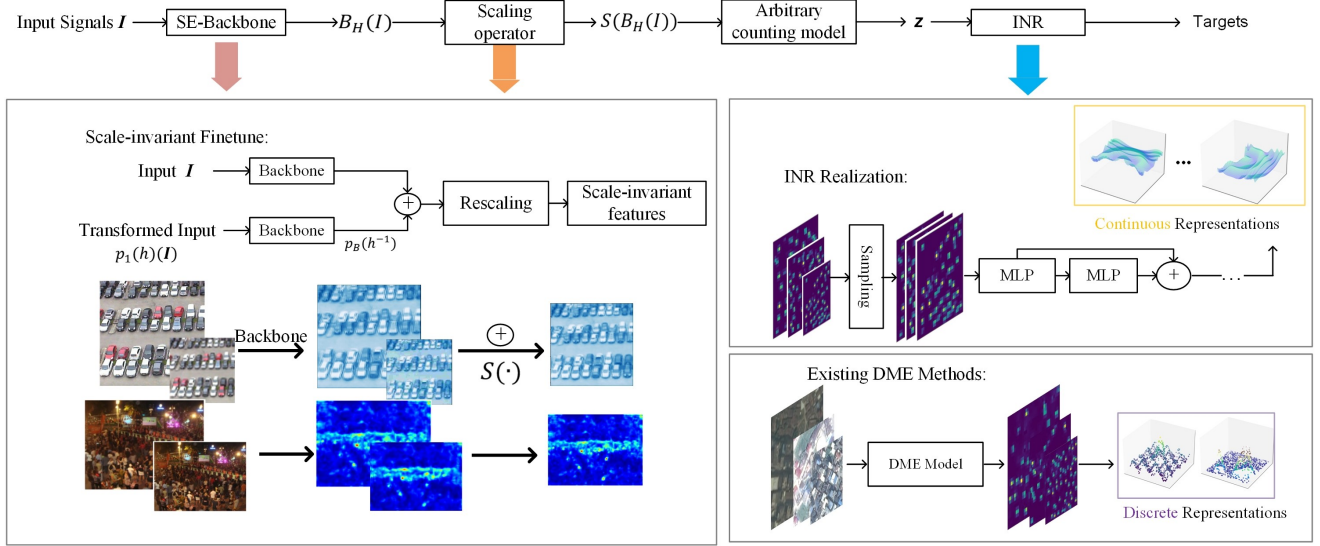 Input Signals I
SE-Backbone
B_H(I)
Scaling
operator
S(B_H(I))
Arbitrary
counting model
z
INR
Targets
Scale-invariant Finetune:
Input I
Backbone
Transformed Input
p_1(h)(I)
Backbone
p_B(h^{-1})
+
Rescaling
Scale-invariant
features
Backbone
+
S(·)
INR Realization:
...
Continuous Representations
Sampling
MLP
MLP
+
...
Existing DME Methods:
DME Model
Discrete Representations